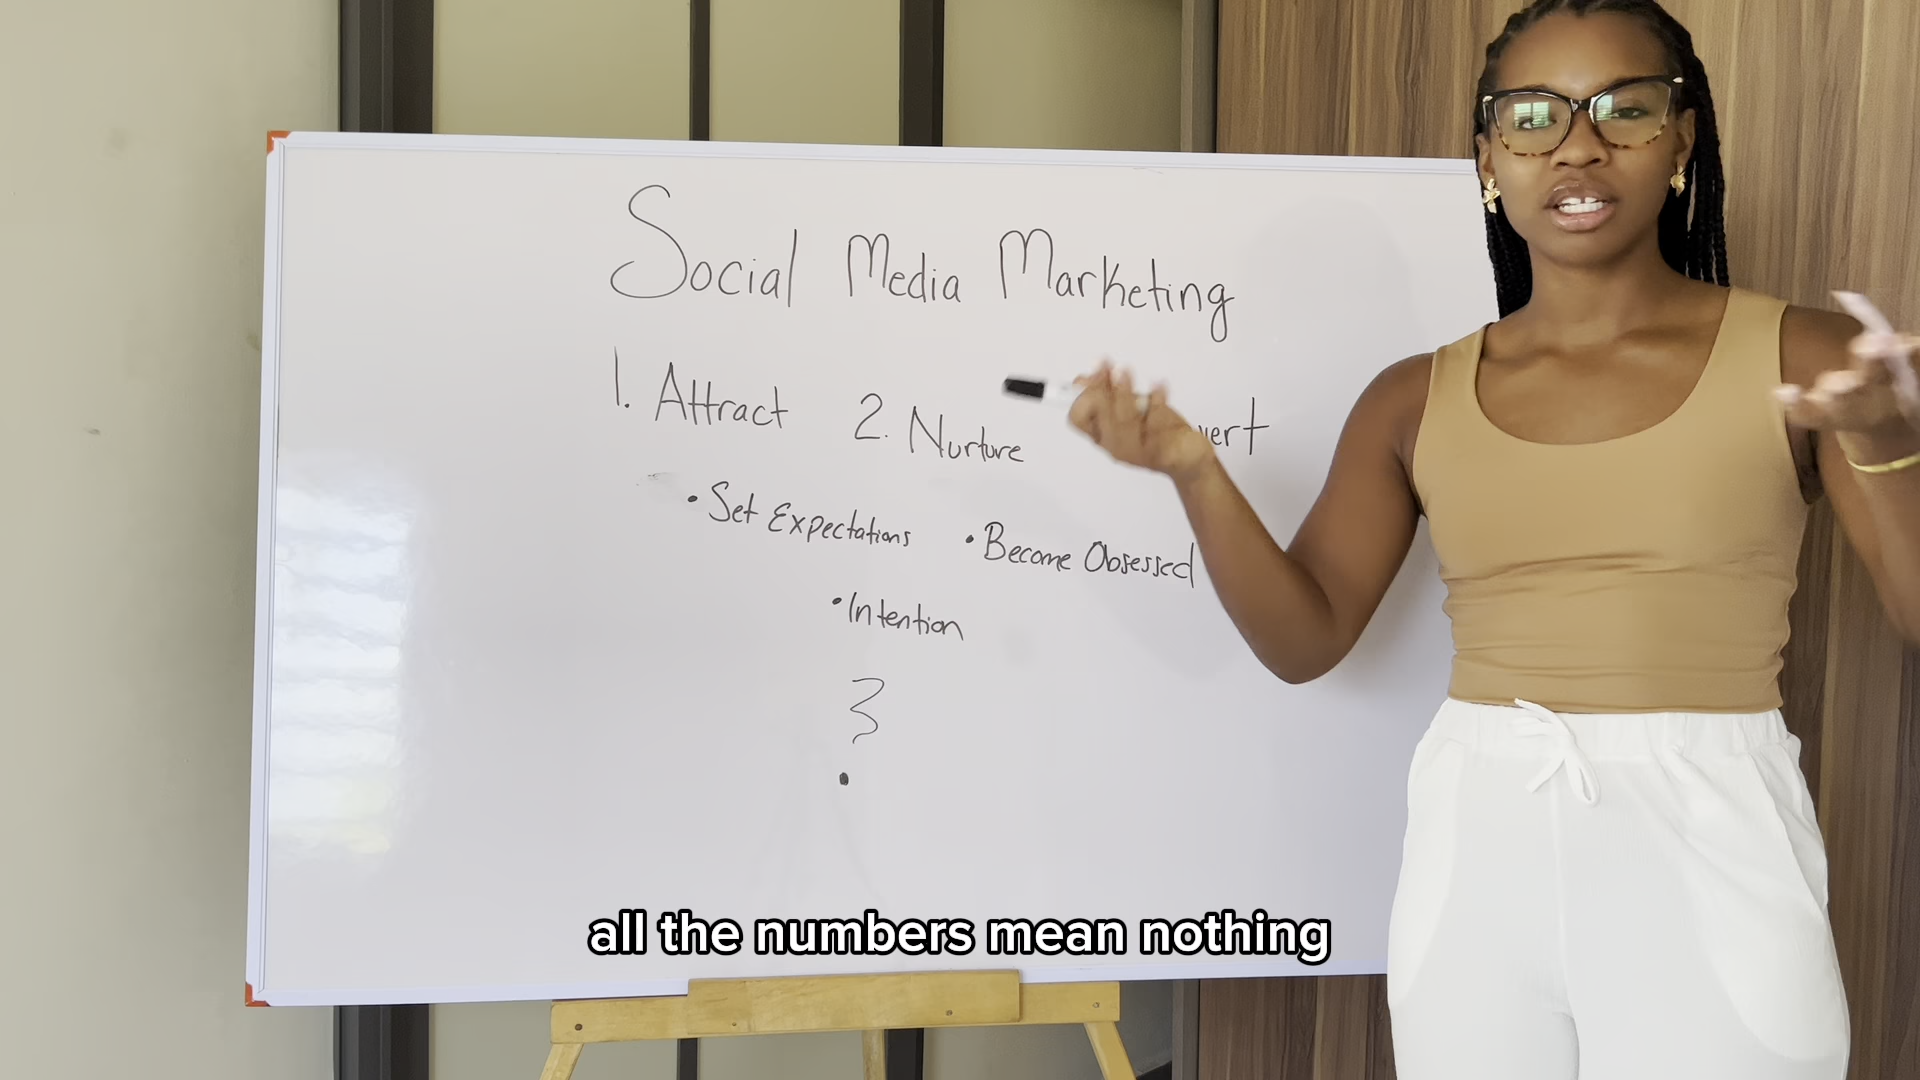 Social Media Marketing
1. Attract 2. Nurture vert
• Set Expectations • Become Obsessed
• Intention
3
•
all the numbers mean nothing